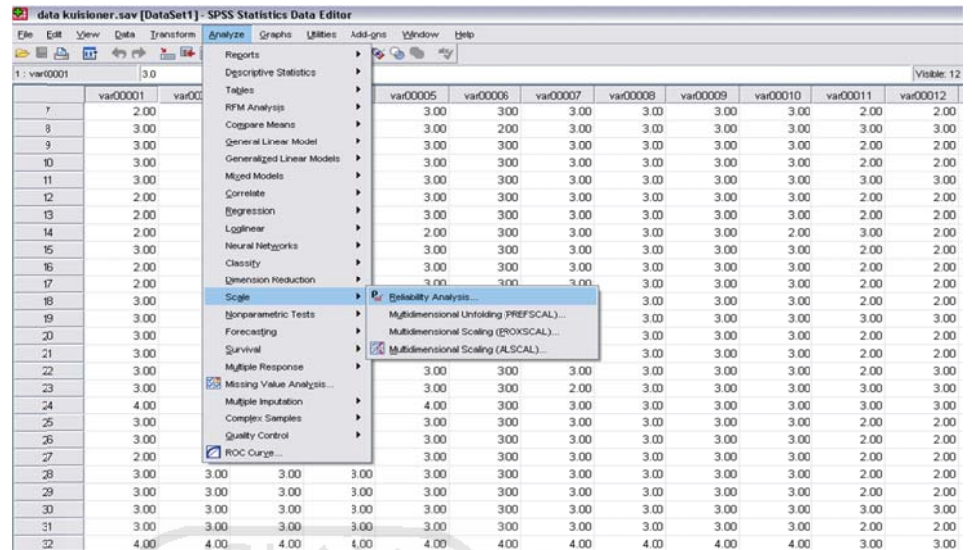 data kuisioner.sav [DataSet1] - SPSS Statistics Data Editor
File Edit View Data Transform Analyze Graphs Utilities Add-ons Window Help
1 : var00001 3.0 Visible: 12
var00001 var00 var00005 var00006 var00007 var00008 var00009 var00010 var00011 var00012
Reports
Descriptive Statistics
Tables
RFM Analysis
Compare Means
General Linear Model
Generalized Linear Models
Mixed Models
Correlate
Regression
Loglinear
Neural Networks
Classify
Dimension Reduction
Scale
Nonparametric Tests
Forecasting
Survival
Multiple Response
Missing Value Analysis...
Multiple Imputation
Complex Samples
Quality Control
ROC Curve...
Reliability Analysis...
Multidimensional Unfolding (PREFSCAL)...
Multidimensional Scaling (PROXSCAL)...
Multidimensional Scaling (ALSCAL)...
7 2.00 3.00 300 3.00 3.00 3.00 3.00 2.00 2.00
8 3.00 3.00 200 3.00 3.00 3.00 3.00 3.00 3.00
9 3.00 3.00 300 3.00 3.00 3.00 3.00 2.00 2.00
10 3.00 3.00 300 3.00 3.00 3.00 3.00 2.00 2.00
11 3.00 3.00 300 3.00 3.00 3.00 3.00 3.00 3.00
12 2.00 3.00 300 3.00 3.00 3.00 3.00 2.00 2.00
13 2.00 3.00 300 3.00 3.00 3.00 3.00 2.00 2.00
14 2.00 2.00 300 3.00 3.00 3.00 2.00 3.00 2.00
15 3.00 3.00 300 3.00 3.00 3.00 3.00 2.00 2.00
16 2.00 3.00 300 3.00 3.00 3.00 3.00 2.00 2.00
17 2.00 3.00 300 3.00 3.00 3.00 3.00 2.00 2.00
18 3.00 3.00 3.00 3.00 2.00 2.00
19 3.00 3.00 3.00 3.00 3.00 3.00
20 3.00 3.00 3.00 3.00 2.00 2.00
21 3.00 3.00 3.00 3.00 2.00 2.00
22 3.00 3.00 300 3.00 3.00 3.00 3.00 3.00 3.00
23 3.00 3.00 300 2.00 3.00 3.00 3.00 3.00 3.00
24 4.00 4.00 300 3.00 3.00 3.00 3.00 3.00 3.00
25 3.00 3.00 300 3.00 3.00 3.00 3.00 2.00 2.00
26 3.00 3.00 300 3.00 3.00 3.00 3.00 2.00 2.00
27 2.00 3.00 300 3.00 3.00 3.00 3.00 2.00 2.00
28 3.00 3.00 3.00 3.00 3.00 300 3.00 3.00 3.00 3.00 2.00 2.00
29 3.00 3.00 3.00 3.00 3.00 300 3.00 3.00 3.00 3.00 2.00 2.00
30 3.00 3.00 3.00 3.00 3.00 300 3.00 3.00 3.00 3.00 3.00 3.00
31 3.00 3.00 3.00 3.00 3.00 300 3.00 3.00 3.00 3.00 2.00 2.00
32 4.00 4.00 4.00 4.00 4.00 400 4.00 4.00 4.00 4.00 3.00 3.00